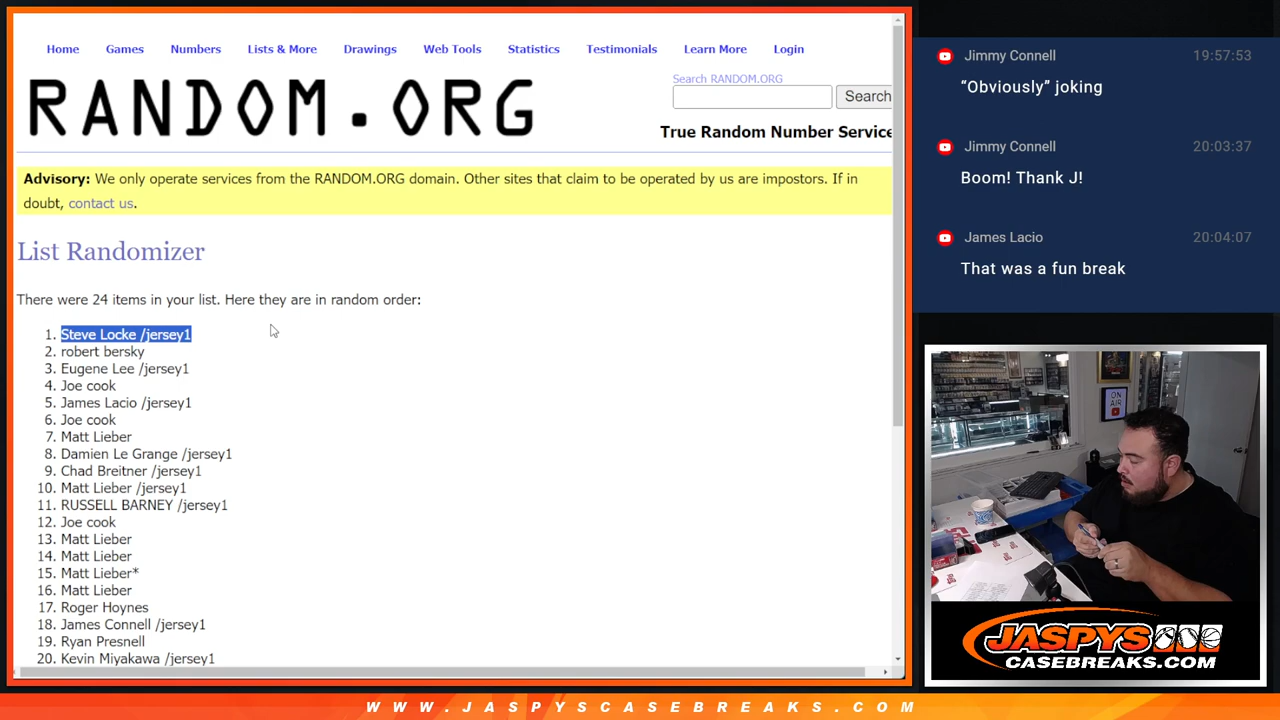 Home Games Numbers Lists & More Drawings Web Tools Statistics Testimonials Learn More Login
RANDOM.ORG
Search RANDOM.ORG
Search
True Random Number Service
Advisory: We only operate services from the RANDOM.ORG domain. Other sites that claim to be operated by us are impostors. If in
doubt, contact us.
List Randomizer
There were 24 items in your list. Here they are in random order:
1. Steve Locke /jersey1
2. robert bersky
3. Eugene Lee /jersey1
4. Joe cook
5. James Lacio /jersey1
6. Joe cook
7. Matt Lieber
8. Damien Le Grange /jersey1
9. Chad Breitner /jersey1
10. Matt Lieber /jersey1
11. RUSSELL BARNEY /jersey1
12. Joe cook
13. Matt Lieber
14. Matt Lieber
15. Matt Lieber*
16. Matt Lieber
17. Roger Hoynes
18. James Connell /jersey1
19. Ryan Presnell
20. Kevin Miyakawa /jersey1
Jimmy Connell 19:57:53
“Obviously” joking
Jimmy Connell 20:03:37
Boom! Thank J!
James Lacio 20:04:07
That was a fun break
ON AIR
JASPYS
CASEBREAKS.COM
WWW.JASPYSCASEBREAKS.COM